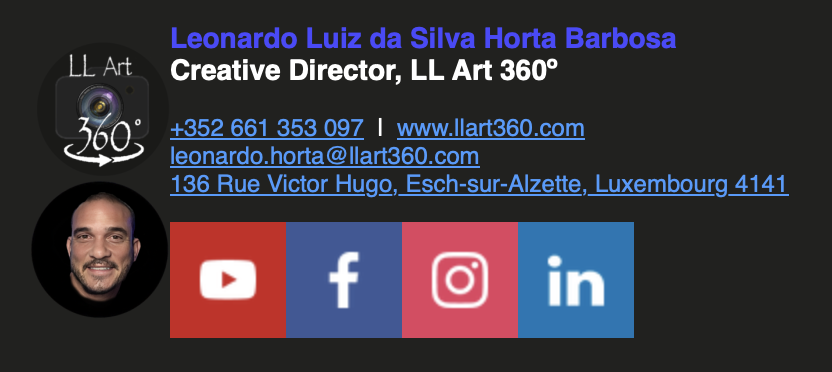 LL Art
360°
Leonardo Luiz da Silva Horta Barbosa
Creative Director, LL Art 360º
+352 661 353 097 | www.llart360.com
leonardo.horta@llart360.com
136 Rue Victor Hugo, Esch-sur-Alzette, Luxembourg 4141
f
in